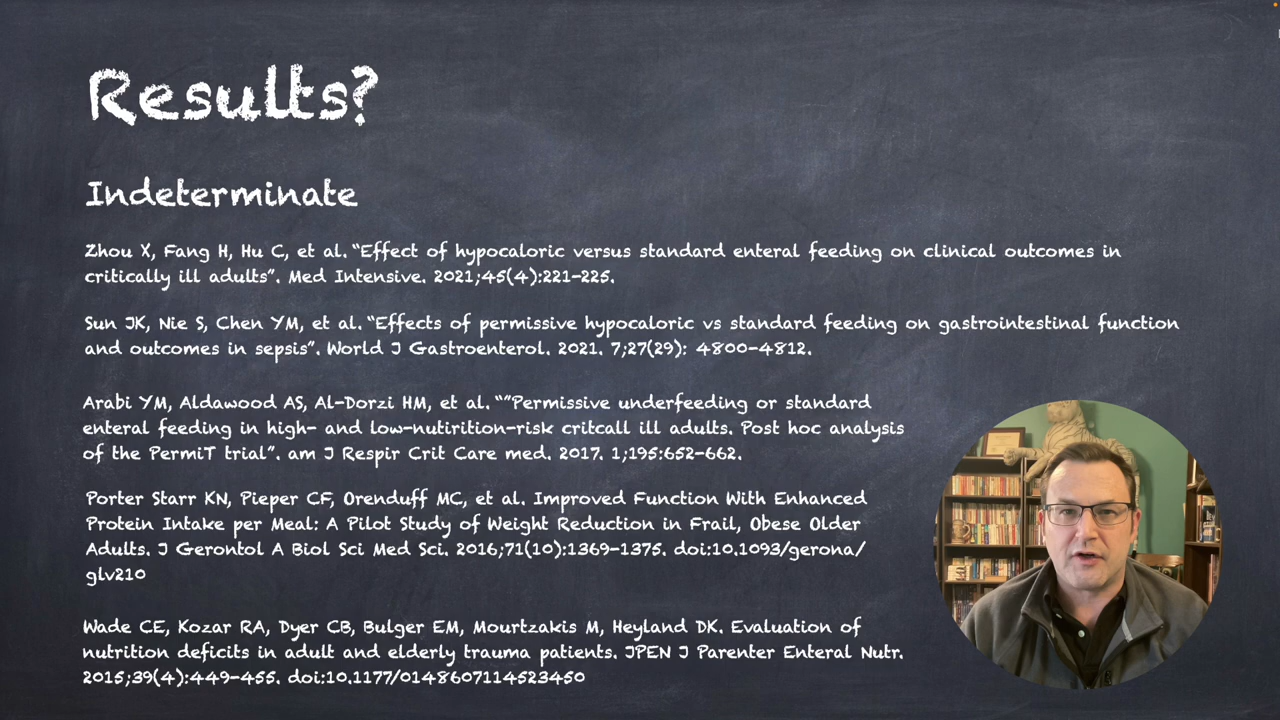 Results?
Indeterminate
Zhou X, Fang H, Hu C, et al. “Effect of hypocaloric versus standard enteral feeding on clinical outcomes in
critically ill adults”. Med Intensive. 2021;45(4):221-225.
Sun JK, Nie S, Chen YM, et al. “Effects of permissive hypocaloric vs standard feeding on gastrointestinal function
and outcomes in sepsis”. World J Gastroenterol. 2021. 7;27(29): 4800-4812.
Arabi YM, Aldawood AS, Al-Dorzi HM, et al. “”Permissive underfeeding or standard
enteral feeding in high- and low-nutirition-risk critcall ill adults. Post hoc analysis
of the PermiT trial”. am J Respir Crit Care med. 2017. 1;195:652-662.
Porter Starr KN, Pieper CF, Orenduff MC, et al. Improved Function With Enhanced
Protein Intake per Meal: A Pilot Study of Weight Reduction in Frail, Obese Older
Adults. J Gerontol A Biol Sci Med Sci. 2016;71(10):1369-1375. doi:10.1093/gerona/
glv210
Wade CE, Kozar RA, Dyer CB, Bulger EM, Mourtzakis M, Heyland DK. Evaluation of
nutrition deficits in adult and elderly trauma patients. JPEN J Parenter Enteral Nutr.
2015;39(4):449-455. doi:10.1177/0148607114523450